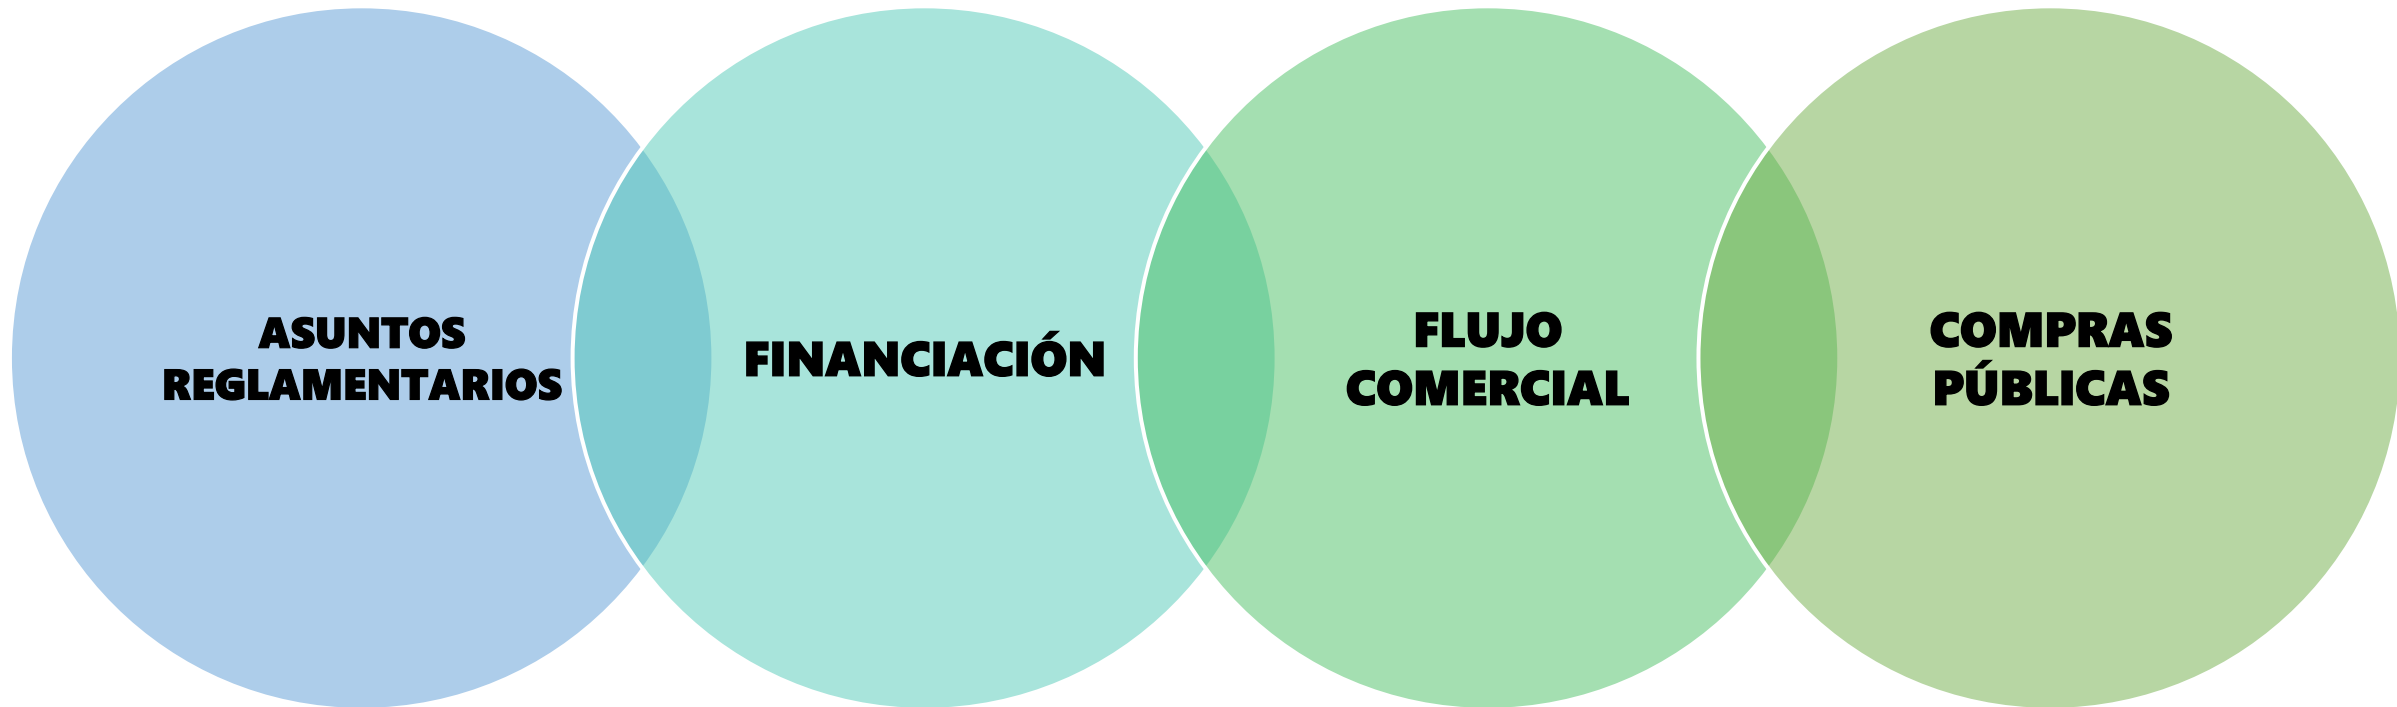 ASUNTOS
REGLAMENTARIOS
FINANCIACIÓN
FLUJO
COMERCIAL
COMPRAS
PÚBLICAS